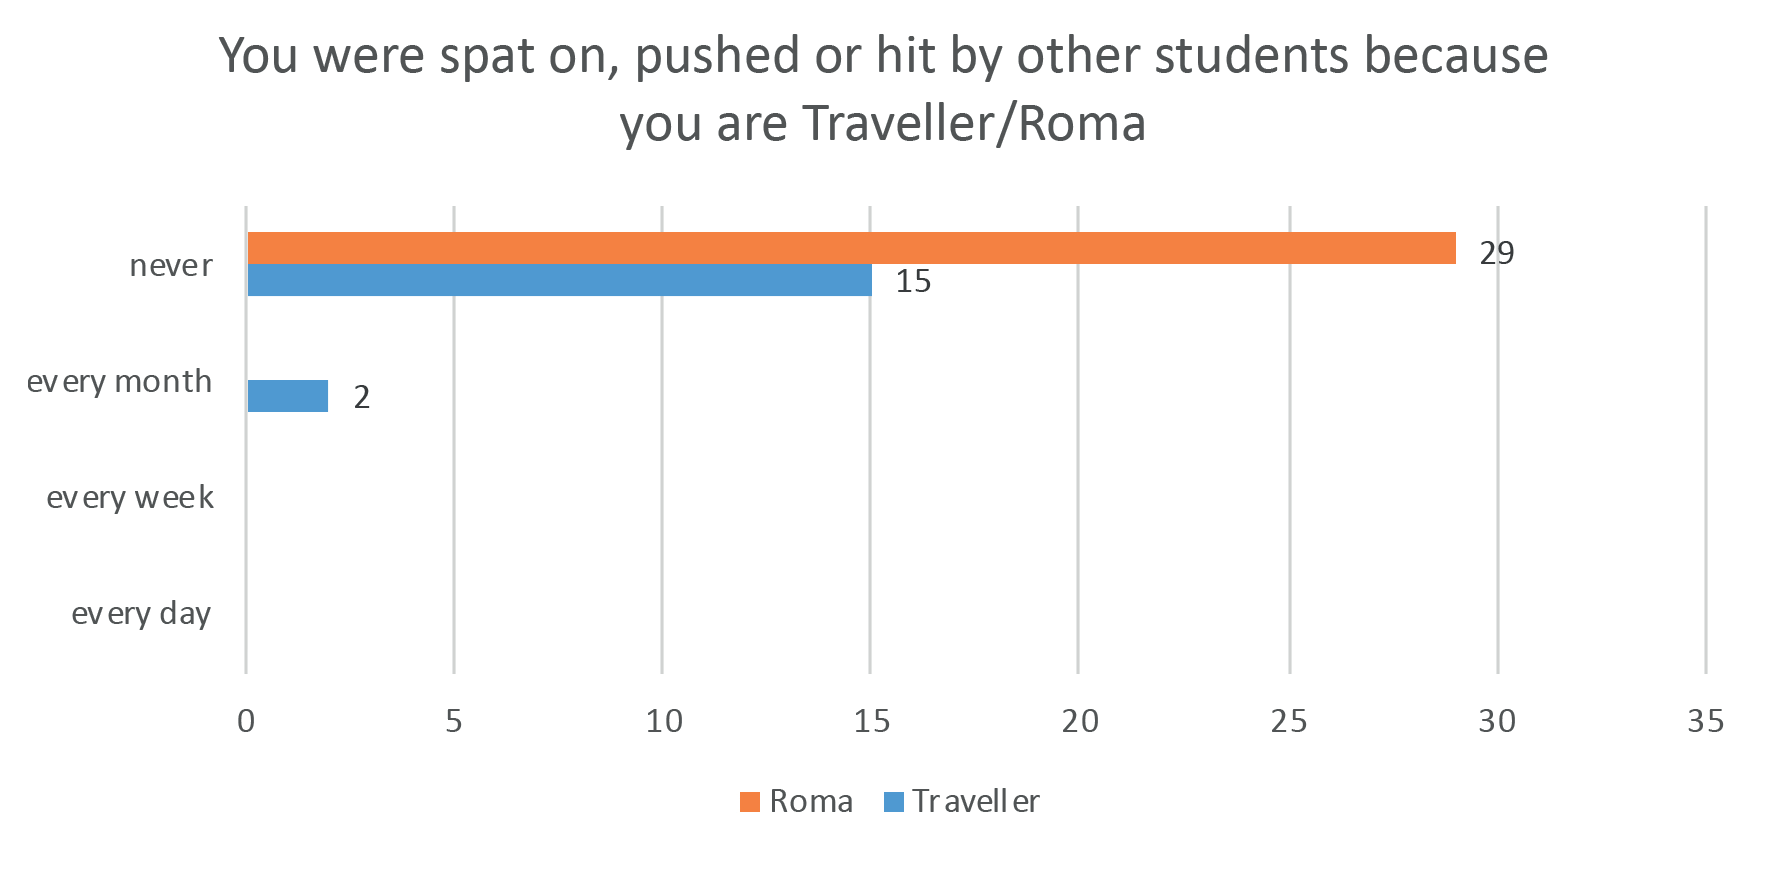 You were spat on, pushed or hit by other students because
you are Traveller/Roma
never
29
15
every month
2
every week
every day
0 5 10 15 20 25 30 35
Roma Traveller